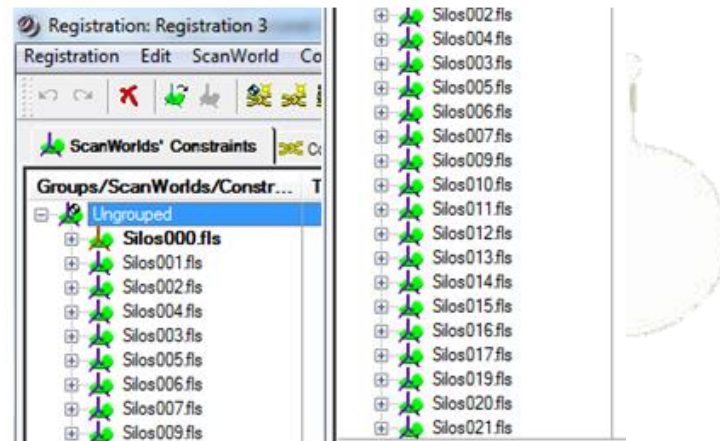 Registration: Registration 3
Registration Edit ScanWorld Co
ScanWorlds' Constraints Co
Groups/ScanWorlds/Constr... T
Ungrouped
Silos000.fls
Silos001.fls
Silos002.fls
Silos004.fls
Silos003.fls
Silos005.fls
Silos006.fls
Silos007.fls
Silos009.fls
Silos002.fls
Silos004.fls
Silos003.fls
Silos005.fls
Silos006.fls
Silos007.fls
Silos009.fls
Silos010.fls
Silos011.fls
Silos012.fls
Silos013.fls
Silos014.fls
Silos015.fls
Silos016.fls
Silos017.fls
Silos019.fls
Silos020.fls
Silos021.fls